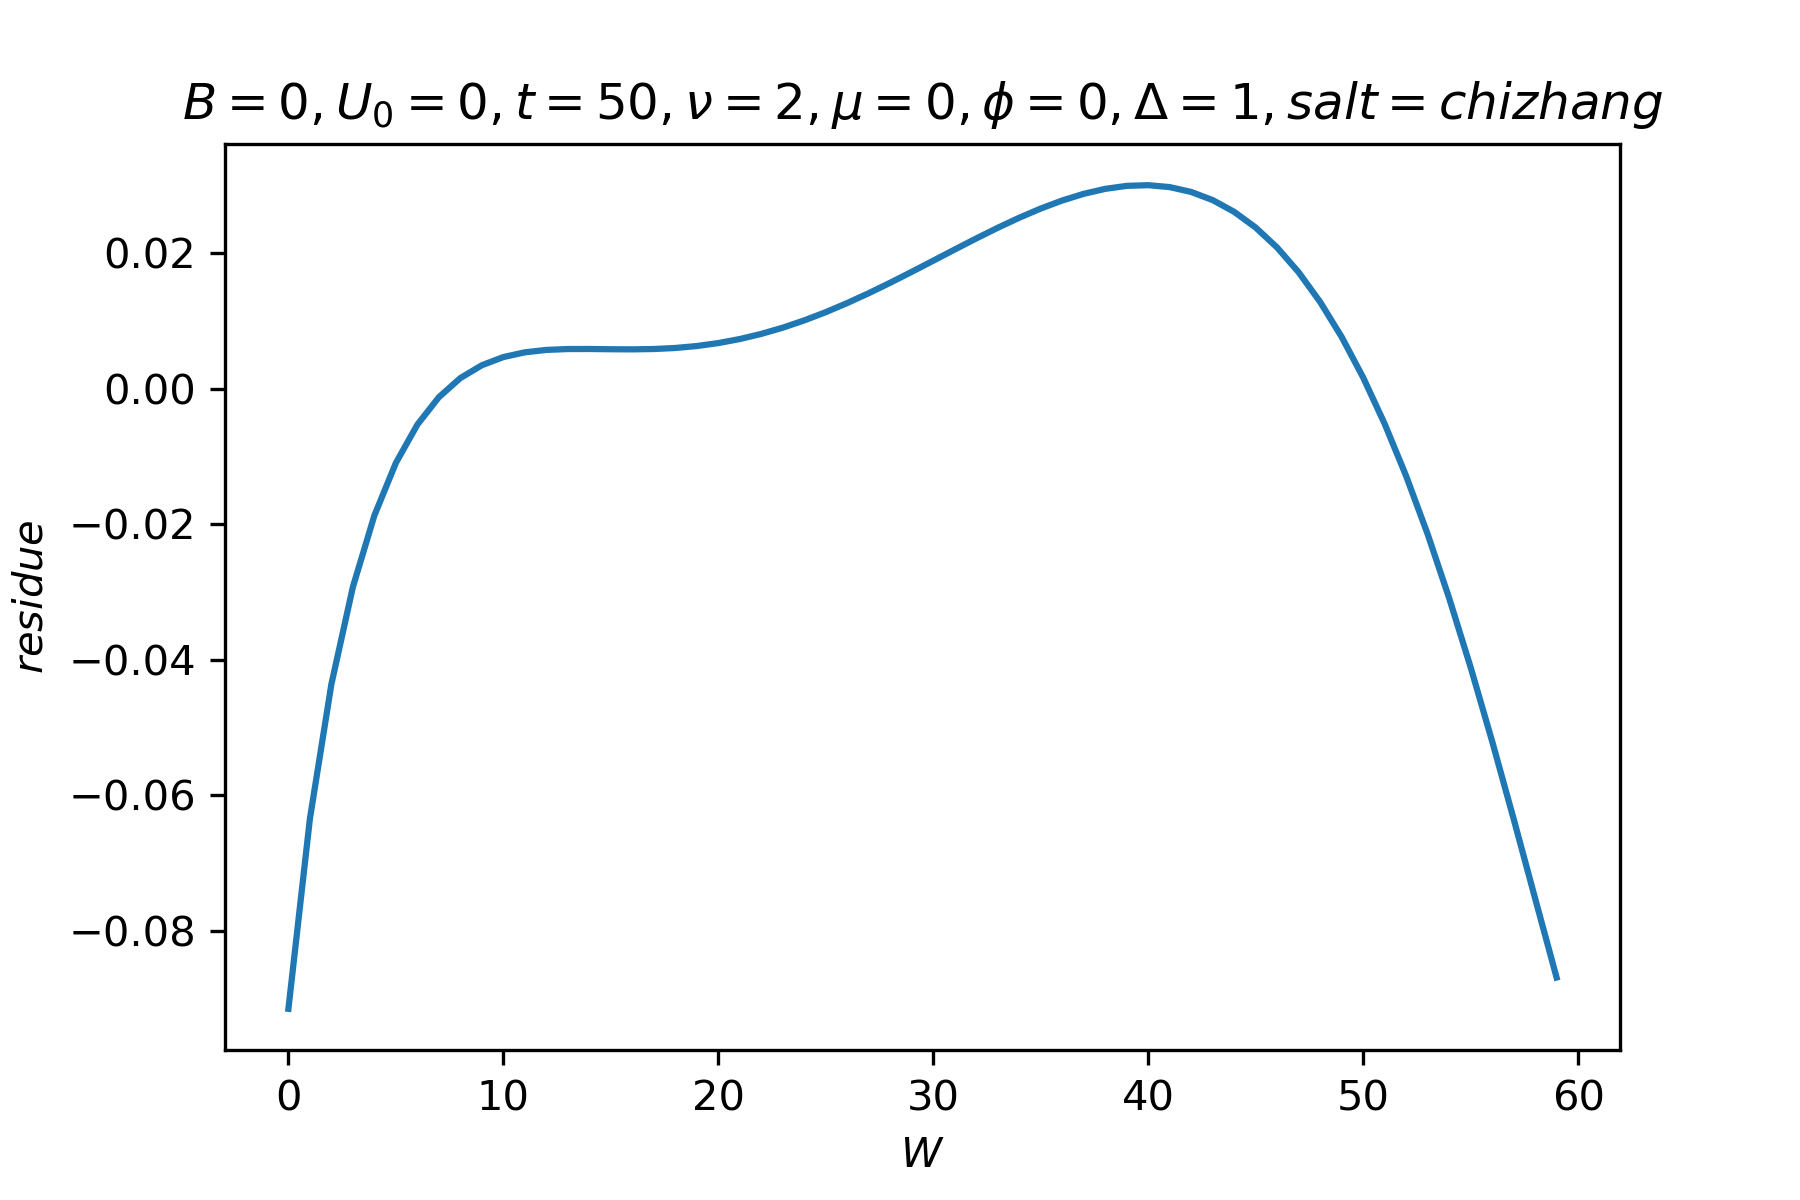 B = 0, U₀ = 0, t = 50, ν = 2, μ = 0, ϕ = 0, Δ = 1, salt = chizhang
0.02
0.00
−0.02
−0.04
−0.06
−0.08
residue
0 10 20 30 40 50 60
W